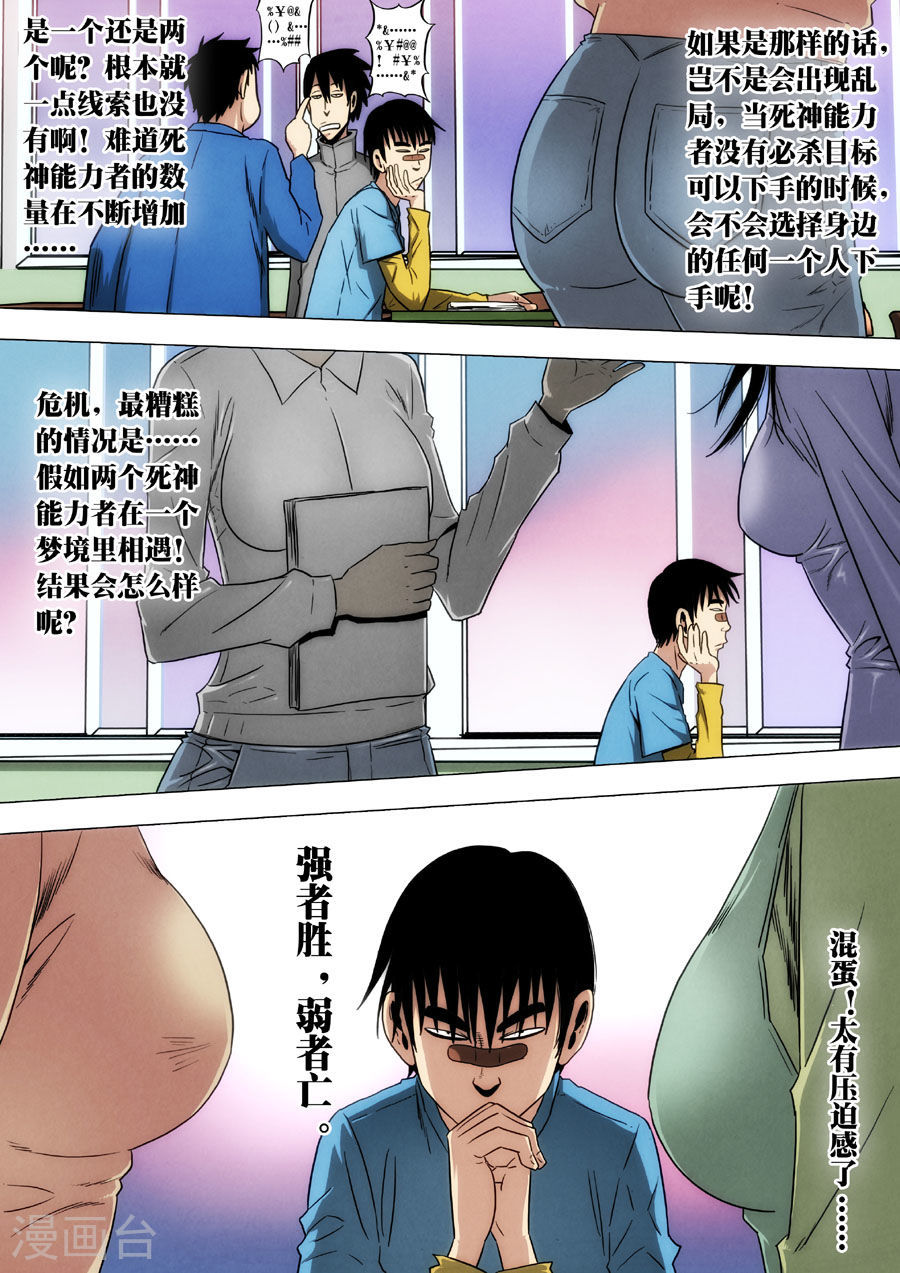 是一个还是两
个呢？根本就
一点线索也没
有啊！难道死
神能力者的数
量在不断增加
……
%¥@&
……& ()
……%##
*&……
%¥#@@
%¥# !
……&*
如果是那样的话，
岂不是会出现乱
局，当死神能力
者没有必杀目标
可以下手的时候，
会不会选择身边
的任何一个人下
手呢！
危机，最糟糕
的情况是……
假如两个死神
能力者在一个
梦境里相遇！
结果会怎么样
呢？
强者胜，弱者亡。
混蛋！太有压迫感了……
漫画台